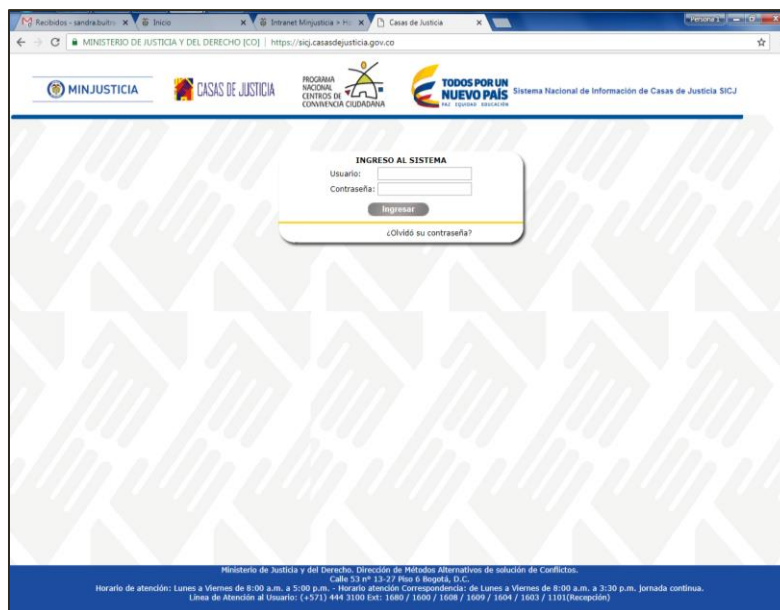 Recibidos - sandra.buitra
Inicio
Intranet Minjusticia » Ho
Casas de Justicia
Persona 1
MINISTERIO DE JUSTICIA Y DEL DERECHO [CO] | https://sicj.casasdejusticia.gov.co
MINJUSTICIA
CASAS DE JUSTICIA
PROGRAMA
NACIONAL
CENTROS DE
CONVIVENCIA CIUDADANA
TODOS POR UN
NUEVO PAÍS
PAZ EQUIDAD EDUCACIÓN
Sistema Nacional de Información de Casas de Justicia SICJ
INGRESO AL SISTEMA
Usuario:
Contraseña:
Ingresar
¿Olvidó su contraseña?
Ministerio de Justicia y del Derecho. Dirección de Métodos Alternativos de solución de Conflictos.
Calle 53 nº 13-27 Piso 6 Bogotá, D.C.
Horario de atención: Lunes a Viernes de 8:00 a.m. a 5:00 p.m. - Horario atención Correspondencia: de Lunes a Viernes de 8:00 a.m. a 3:30 p.m. jornada continua.
Línea de Atención al Usuario: (+571) 444 3100 Ext: 1680 / 1600 / 1608 / 1609 / 1604 / 1603 / 1101(Recepción)